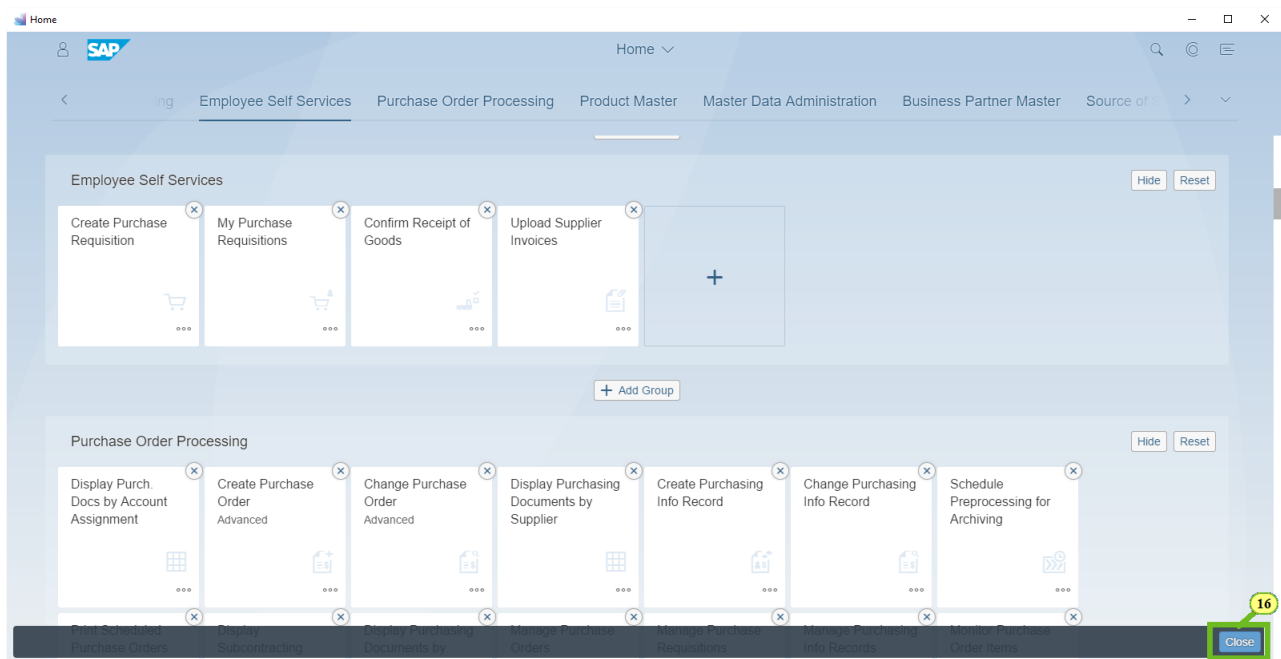 Home
SAP
Home
ing
Employee Self Services
Purchase Order Processing
Product Master
Master Data Administration
Business Partner Master
Source of S
Employee Self Services
Hide
Reset
Create Purchase
Requisition
My Purchase
Requisitions
Confirm Receipt of
Goods
Upload Supplier
Invoices
+ Add Group
Purchase Order Processing
Hide
Reset
Display Purch.
Docs by Account
Assignment
Create Purchase
Order
Advanced
Change Purchase
Order
Advanced
Display Purchasing
Documents by
Supplier
Create Purchasing
Info Record
Change Purchasing
Info Record
Schedule
Preprocessing for
Archiving
Print Scheduled
Purchase Orders
Display
Subcontracting
Display Purchasing
Documents by
Manage Purchase
Orders
Manage Purchase
Requisitions
Manage Purchasing
Info Records
Monitor Purchase
Order Items
16
Close